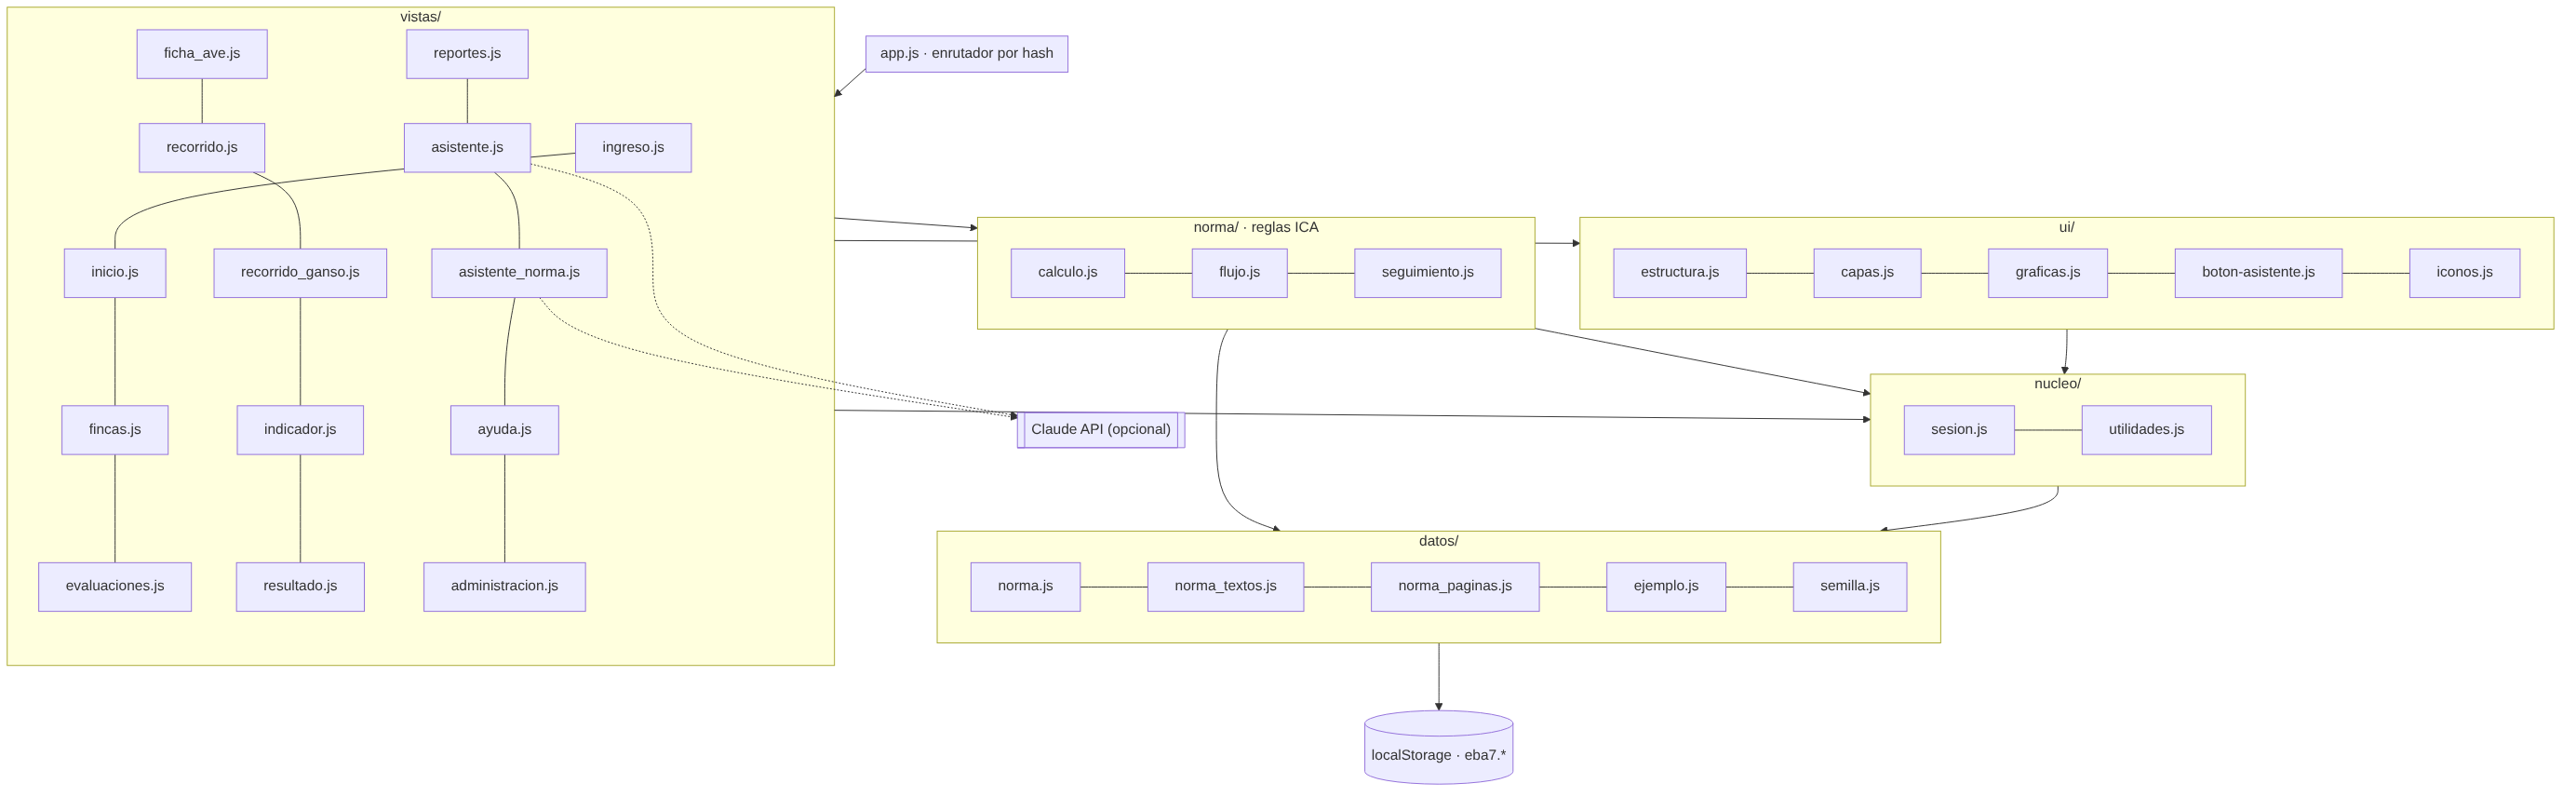 vistas/
ficha_ave.js
reportes.js
app.js · enrutador por hash
recorrido.js
asistente.js
ingreso.js
norma/ · reglas ICA
ui/
inicio.js
recorrido_ganso.js
asistente_norma.js
calculo.js
flujo.js
seguimiento.js
estructura.js
capas.js
graficas.js
boton-asistente.js
iconos.js
nucleo/
fincas.js
indicador.js
ayuda.js
Claude API (opcional)
sesion.js
utilidades.js
datos/
evaluaciones.js
resultado.js
administracion.js
norma.js
norma_textos.js
norma_paginas.js
ejemplo.js
semilla.js
localStorage · eba7.*